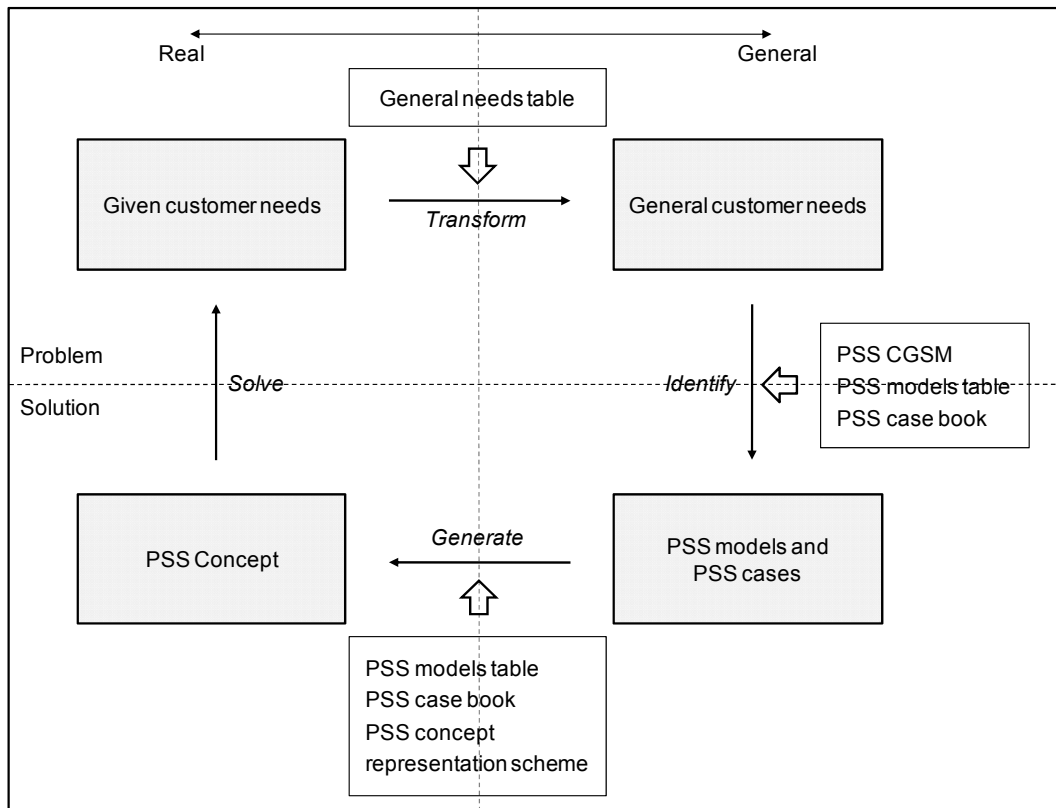 Real
General
General needs table
Given customer needs
Transform
General customer needs
Problem
Solution
Solve
Identify
PSS CGSM
PSS models table
PSS case book
PSS Concept
Generate
PSS models and
PSS cases
PSS models table
PSS case book
PSS concept
representation scheme